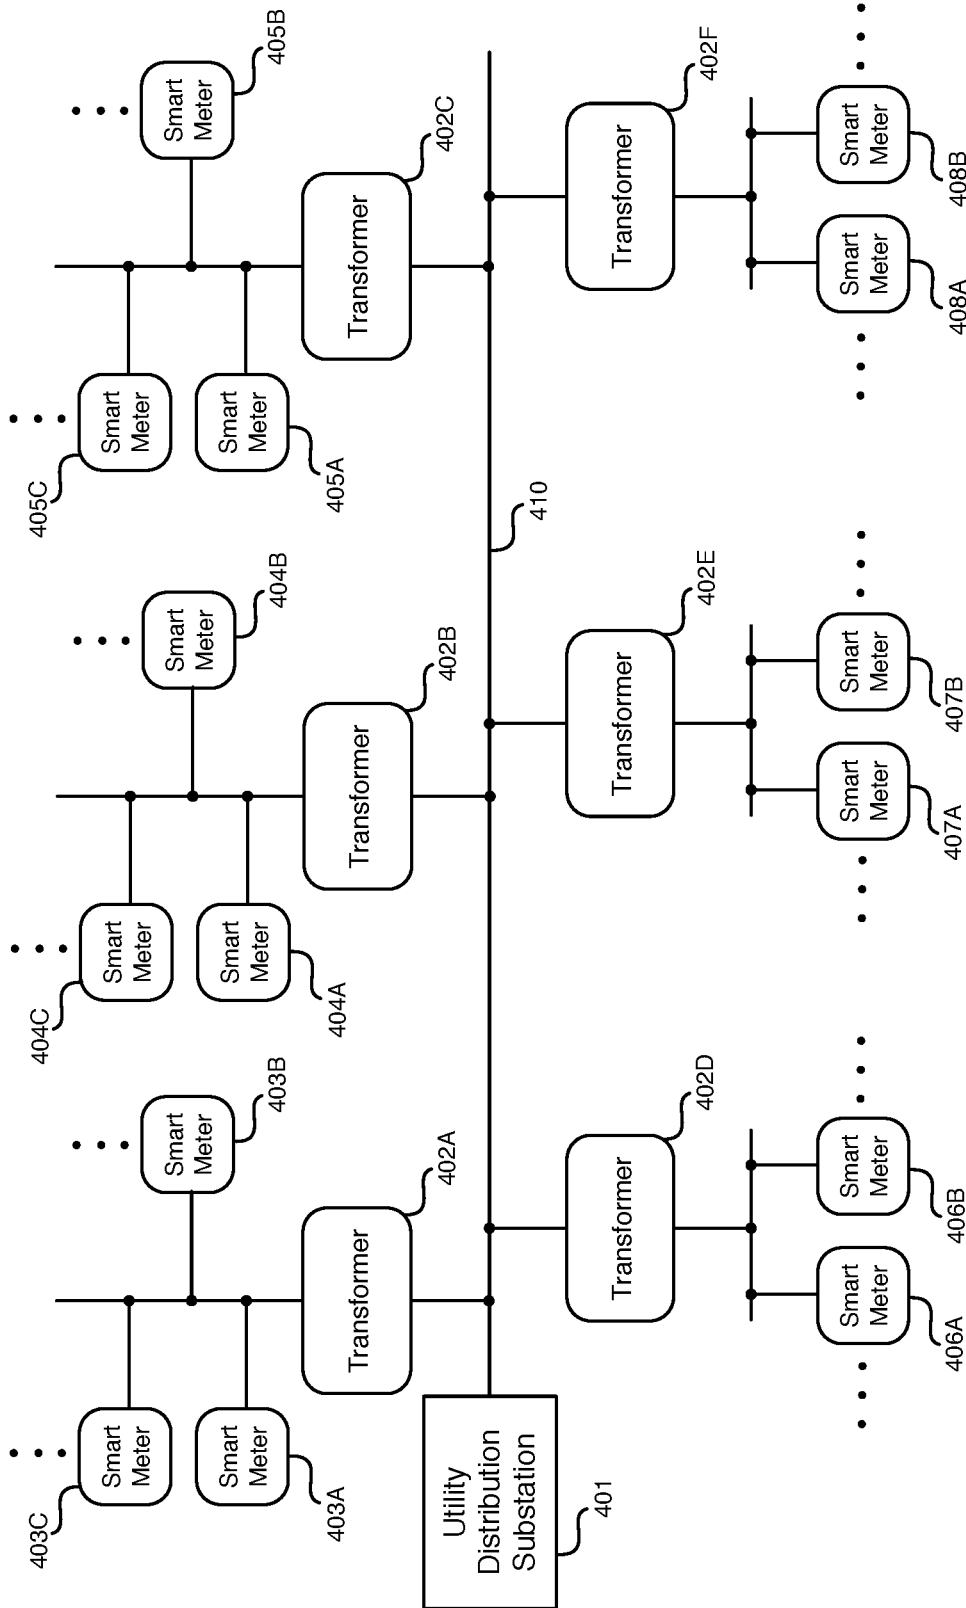 403C
Smart
Meter
Smart
Meter
403B
Smart
Meter
403A
Transformer
402A
404C
Smart
Meter
Smart
Meter
404B
Smart
Meter
404A
Transformer
402B
405C
Smart
Meter
Smart
Meter
405B
Smart
Meter
405A
Transformer
402C
Utility
Distribution
Substation
401
410
Transformer
402D
Smart
Meter
406A
Smart
Meter
406B
Transformer
402E
Smart
Meter
407A
Smart
Meter
407B
Transformer
402F
Smart
Meter
408A
Smart
Meter
408B